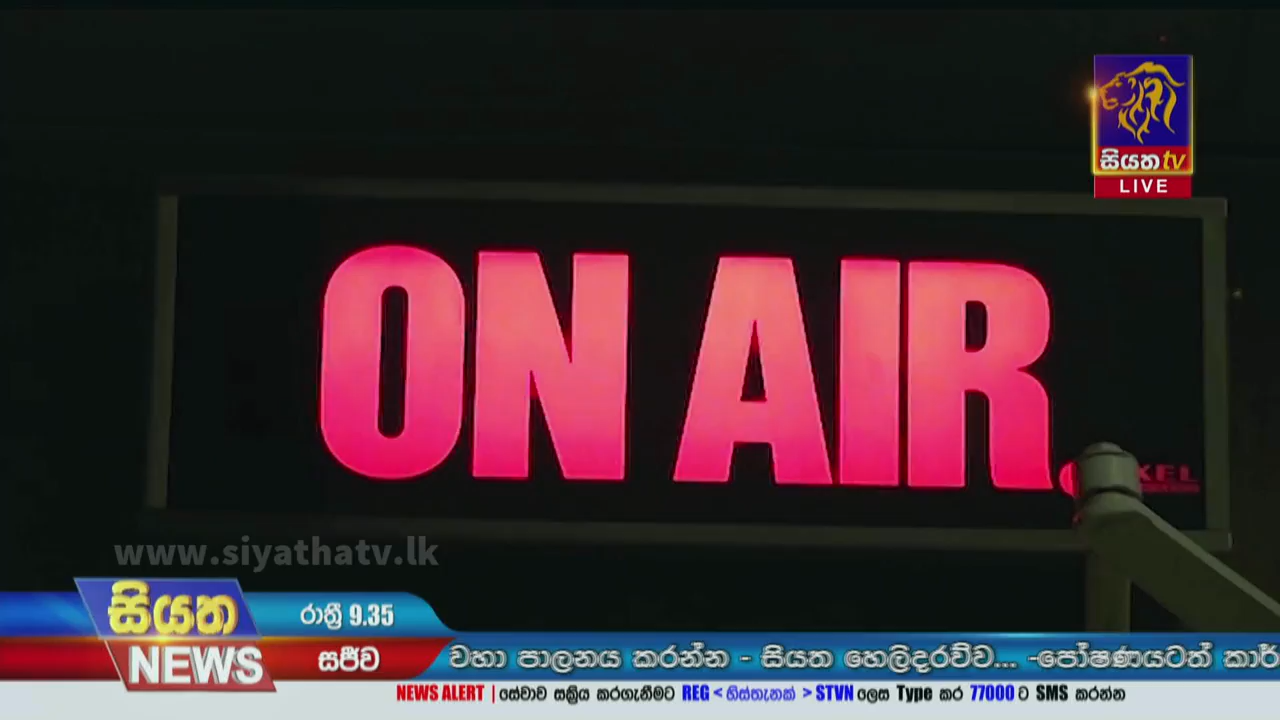 සියත tv
LIVE
ON AIR
www.siyathatv.lk
සියත
NEWS
රාත්‍රී 9.35
සජීව
වහා පාලනය කරන්න - සියත හෙලිදරව්ව... -පෝෂණයටත් කාර්
NEWS ALERT | සේවාව සක්‍රිය කරගැනීමට REG < හිස්තැනක් > STVN ලෙස Type කර 77000 ට SMS කරන්න